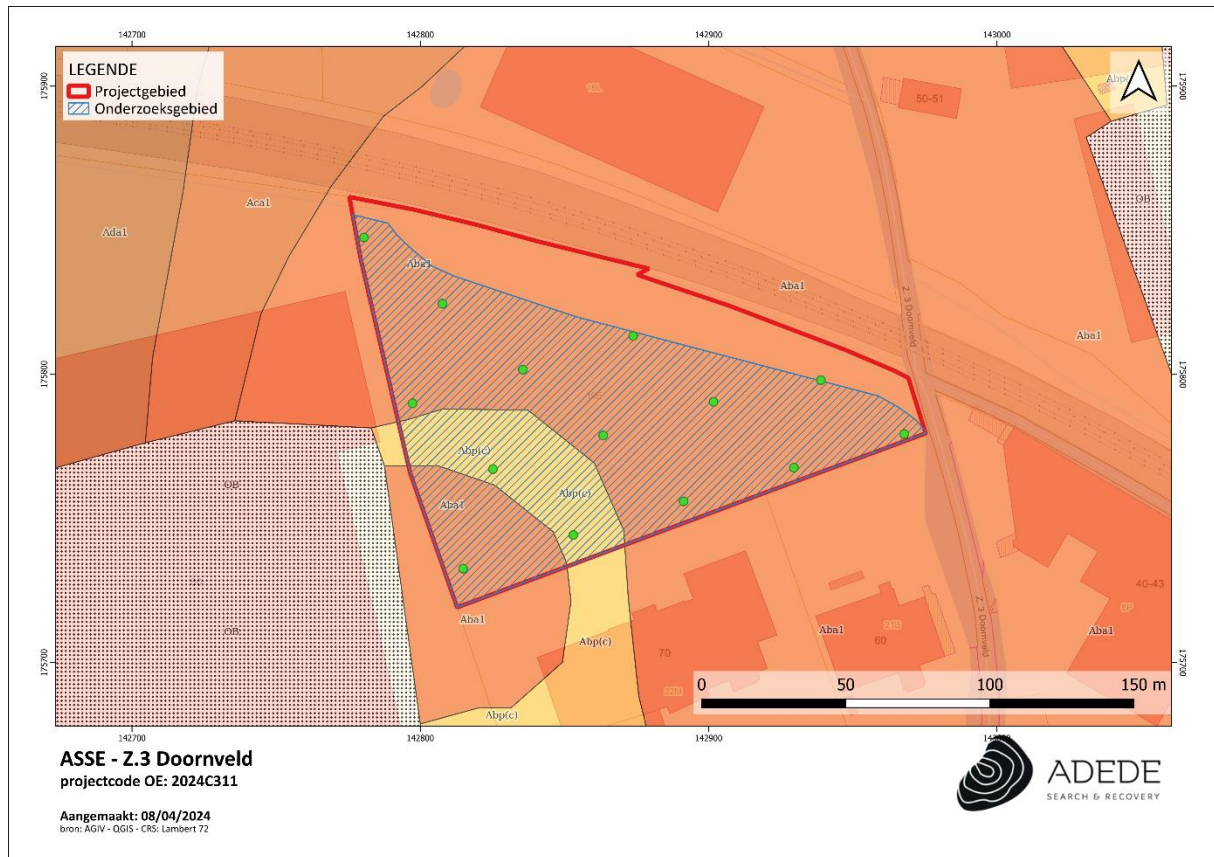 142700 142800 142900 143000
LEGENDE
Projectgebied
Onderzoeksgebied
175900
175900
15L
50-51
Abp(c)
OB
Aca1
Ada1
Aba1
Aba1
Z.3 Doornveld
Aba1
175800
175800
Abp(c)
OB
Abp(c)
Aba1
40-43
Z.3 Doornveld
OB
Aba1
Aba1
60
Aba1
Abp(c)
70
175700
175700
0 50 100 150 m
Abp(c)
142700 142800 142900 143000
ASSE - Z.3 Doornveld
projectcode OE: 2024C311
Aangemaakt: 08/04/2024
bron: AGIV - QGIS - CRS: Lambert 72
ADEDE
SEARCH & RECOVERY